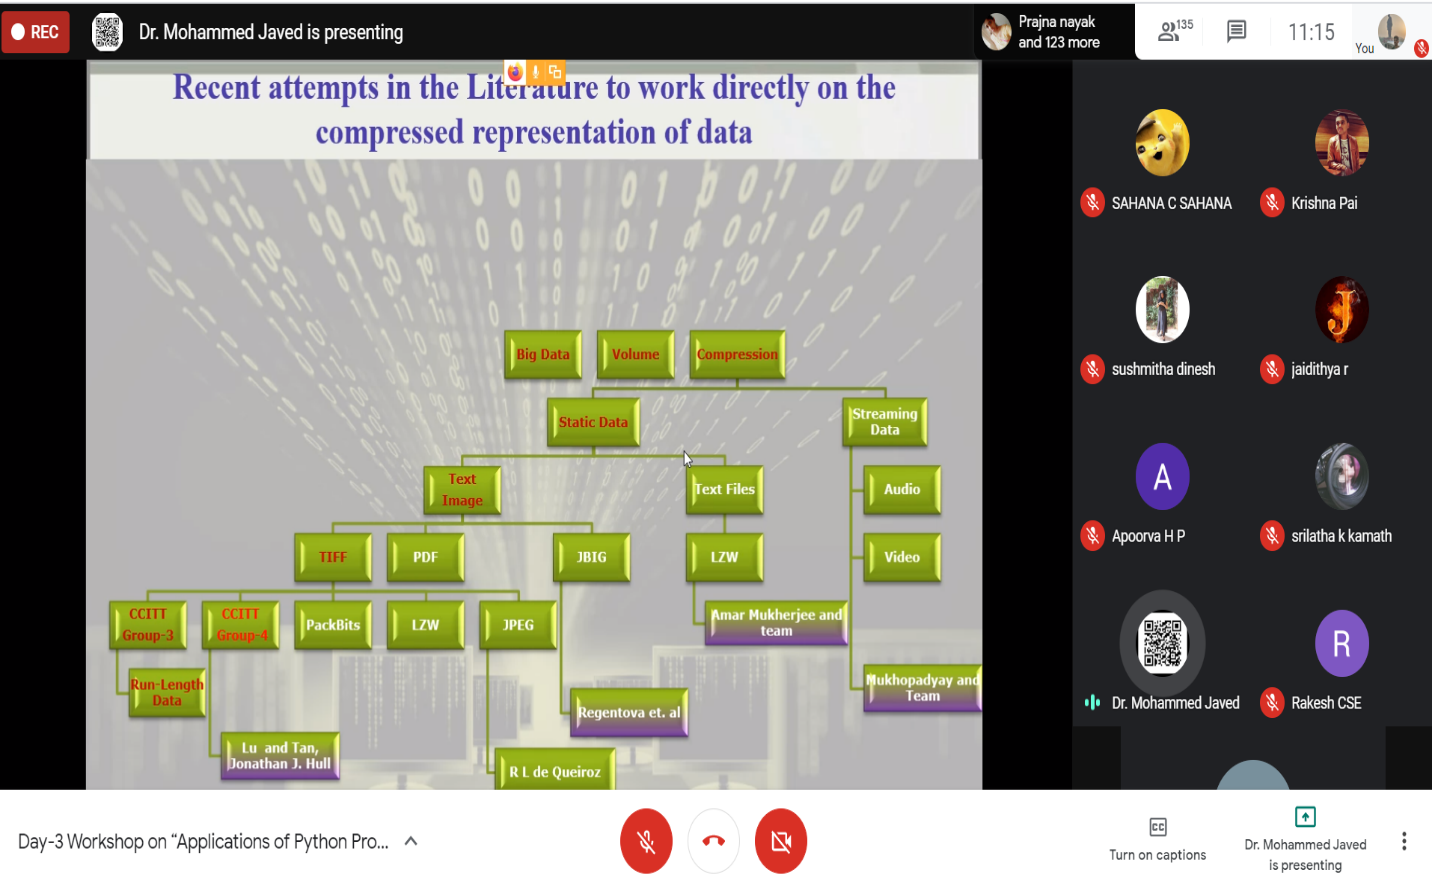 REC
Dr. Mohammed Javed is presenting
Prajna nayak
and 123 more
135
11:15
You
Recent attempts in the Literature to work directly on the
compressed representation of data
Big Data
Volume
Compression
Static Data
Streaming
Data
Text
Image
Text Files
Audio
TIFF
PDF
JBIG
LZW
Video
CCITT
Group-3
CCITT
Group-4
PackBits
LZW
JPEG
Amar Mukherjee and
team
Run-Length
Data
Mukhopadyay and
Team
Regentova et. al
Lu and Tan,
Jonathan J. Hull
R L de Queiroz
SAHANA C SAHANA
Krishna Pai
sushmitha dinesh
J
jaidithya r
A
Apoorva H P
srilatha k kamath
Dr. Mohammed Javed
R
Rakesh CSE
Day-3 Workshop on “Applications of Python Pro...
CC
Turn on captions
Dr. Mohammed Javed
is presenting